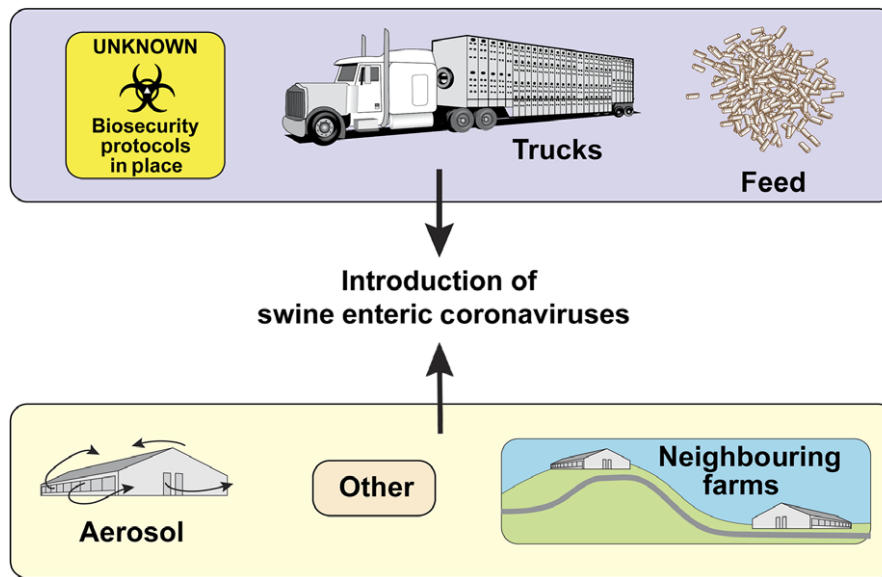 UNKNOWN
Biosecurity
protocols
in place
Trucks
Feed
Introduction of
swine enteric coronaviruses
Aerosol
Other
Neighbouring
farms